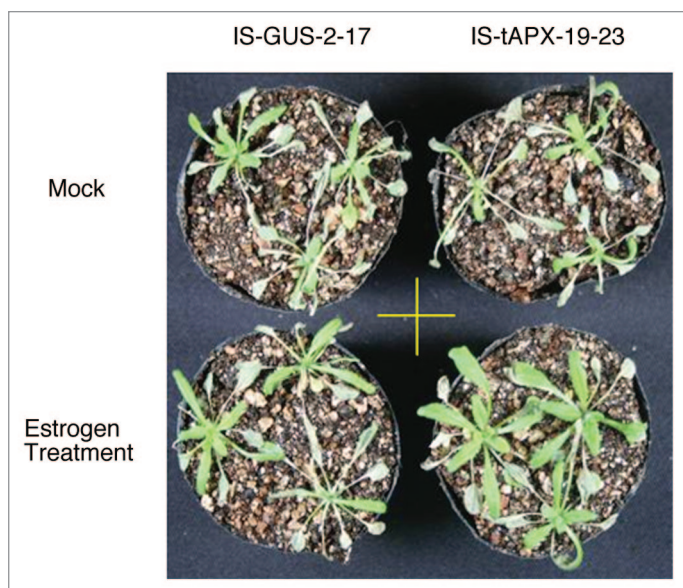 IS-GUS-2-17
IS-tAPX-19-23
Mock
Estrogen
Treatment